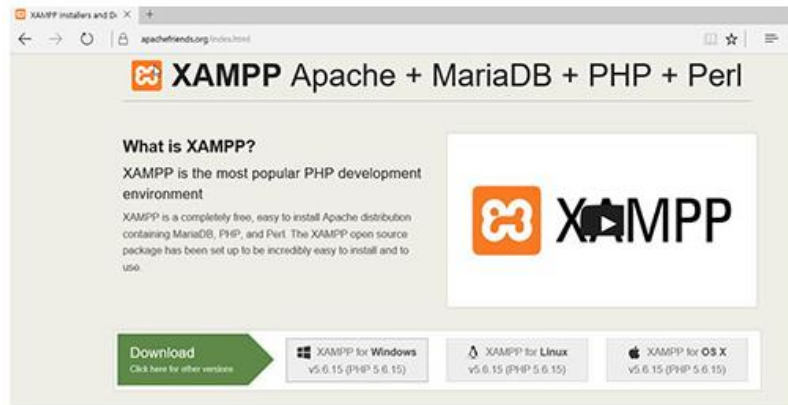 XAMPP Installers and Do
apachefriends.org/index.html
XAMPP Apache + MariaDB + PHP + Perl
What is XAMPP?
XAMPP is the most popular PHP development
environment
XAMPP is a completely free, easy to install Apache distribution
containing MariaDB, PHP, and Perl. The XAMPP open source
package has been set up to be incredibly easy to install and to
use.
XAMPP
Download
Click here for other versions
XAMPP for Windows
v5.6.15 (PHP 5.6.15)
XAMPP for Linux
v5.6.15 (PHP 5.6.15)
XAMPP for OS X
v5.6.15 (PHP 5.6.15)